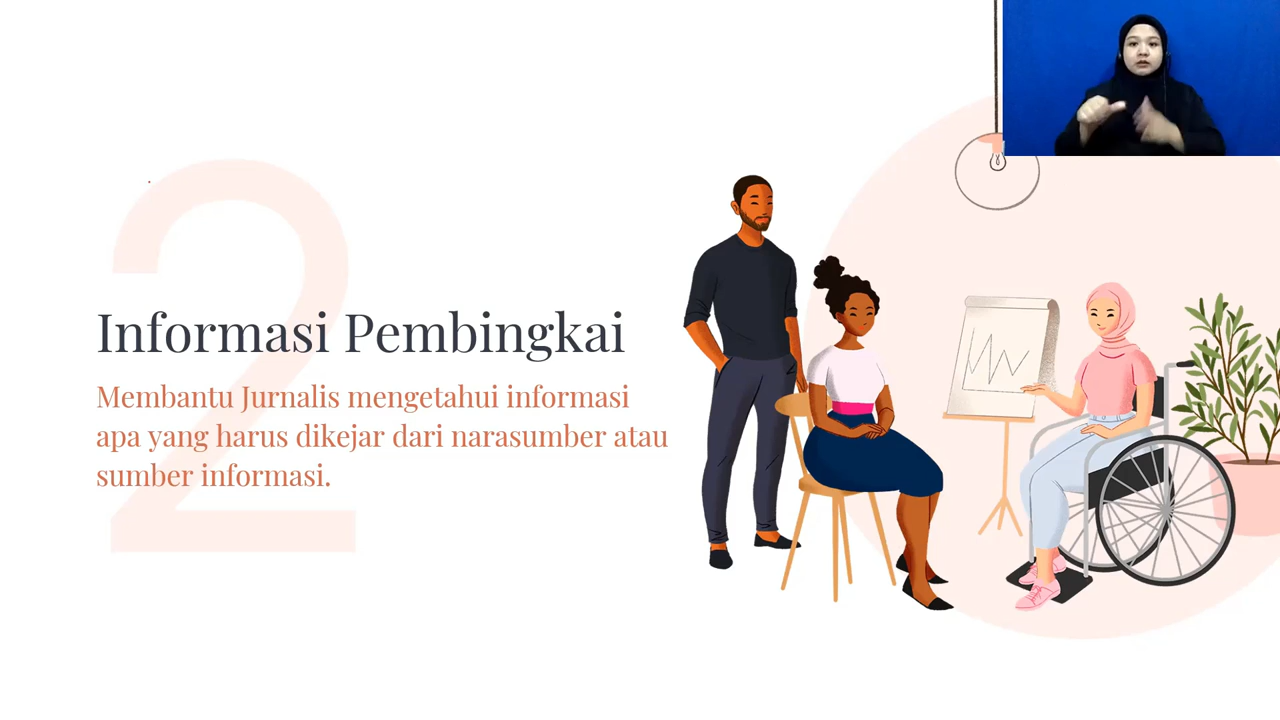 2
Informasi Pembingkai
Membantu Jurnalis mengetahui informasi
apa yang harus dikejar dari narasumber atau
sumber informasi.